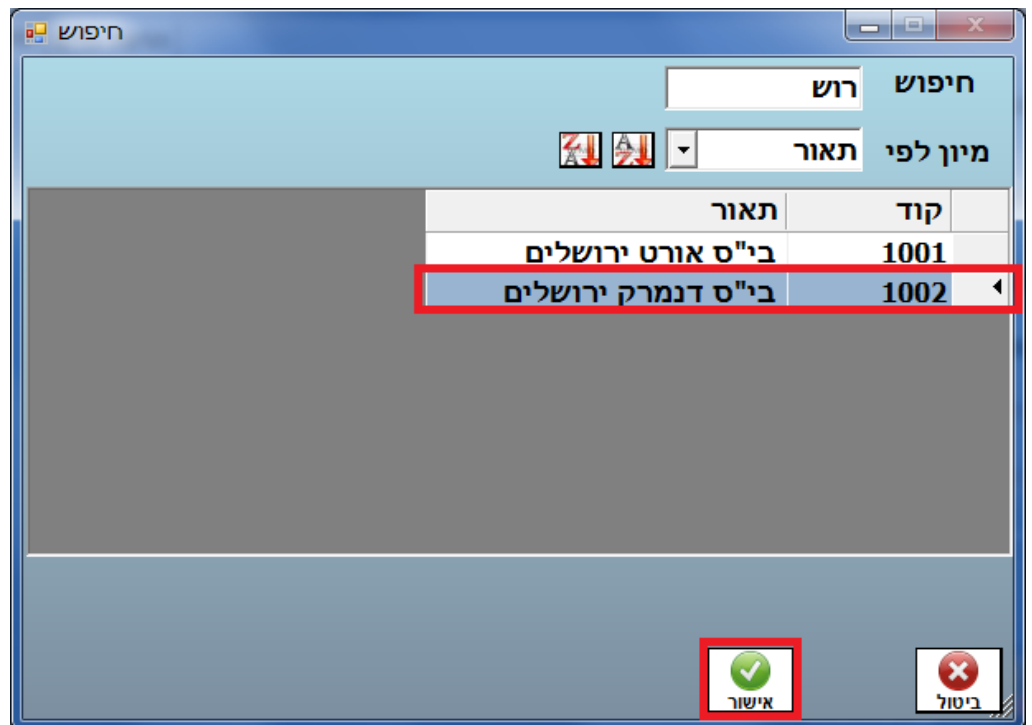 חיפוש
חיפוש רוש
מיון לפי תאור
קוד תאור
1001 בי"ס אורט ירושלים
1002 בי"ס דנמרק ירושלים
ביטול אישור